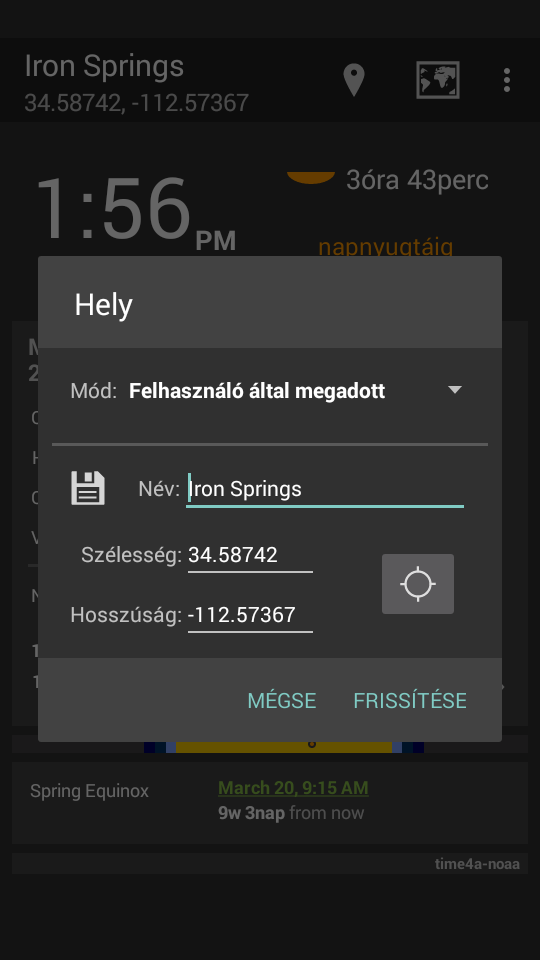 Iron Springs
34.58742, -112.57367
1:56 PM
3óra 43perc
napnyugtáig
Hely
Mód: Felhasználó által megadott
Név: Iron Springs
Szélesség: 34.58742
Hosszúság: -112.57367
MÉGSE FRISSÍTÉSE
Spring Equinox
March 20, 9:15 AM
9w 3nap from now
time4a-noaa